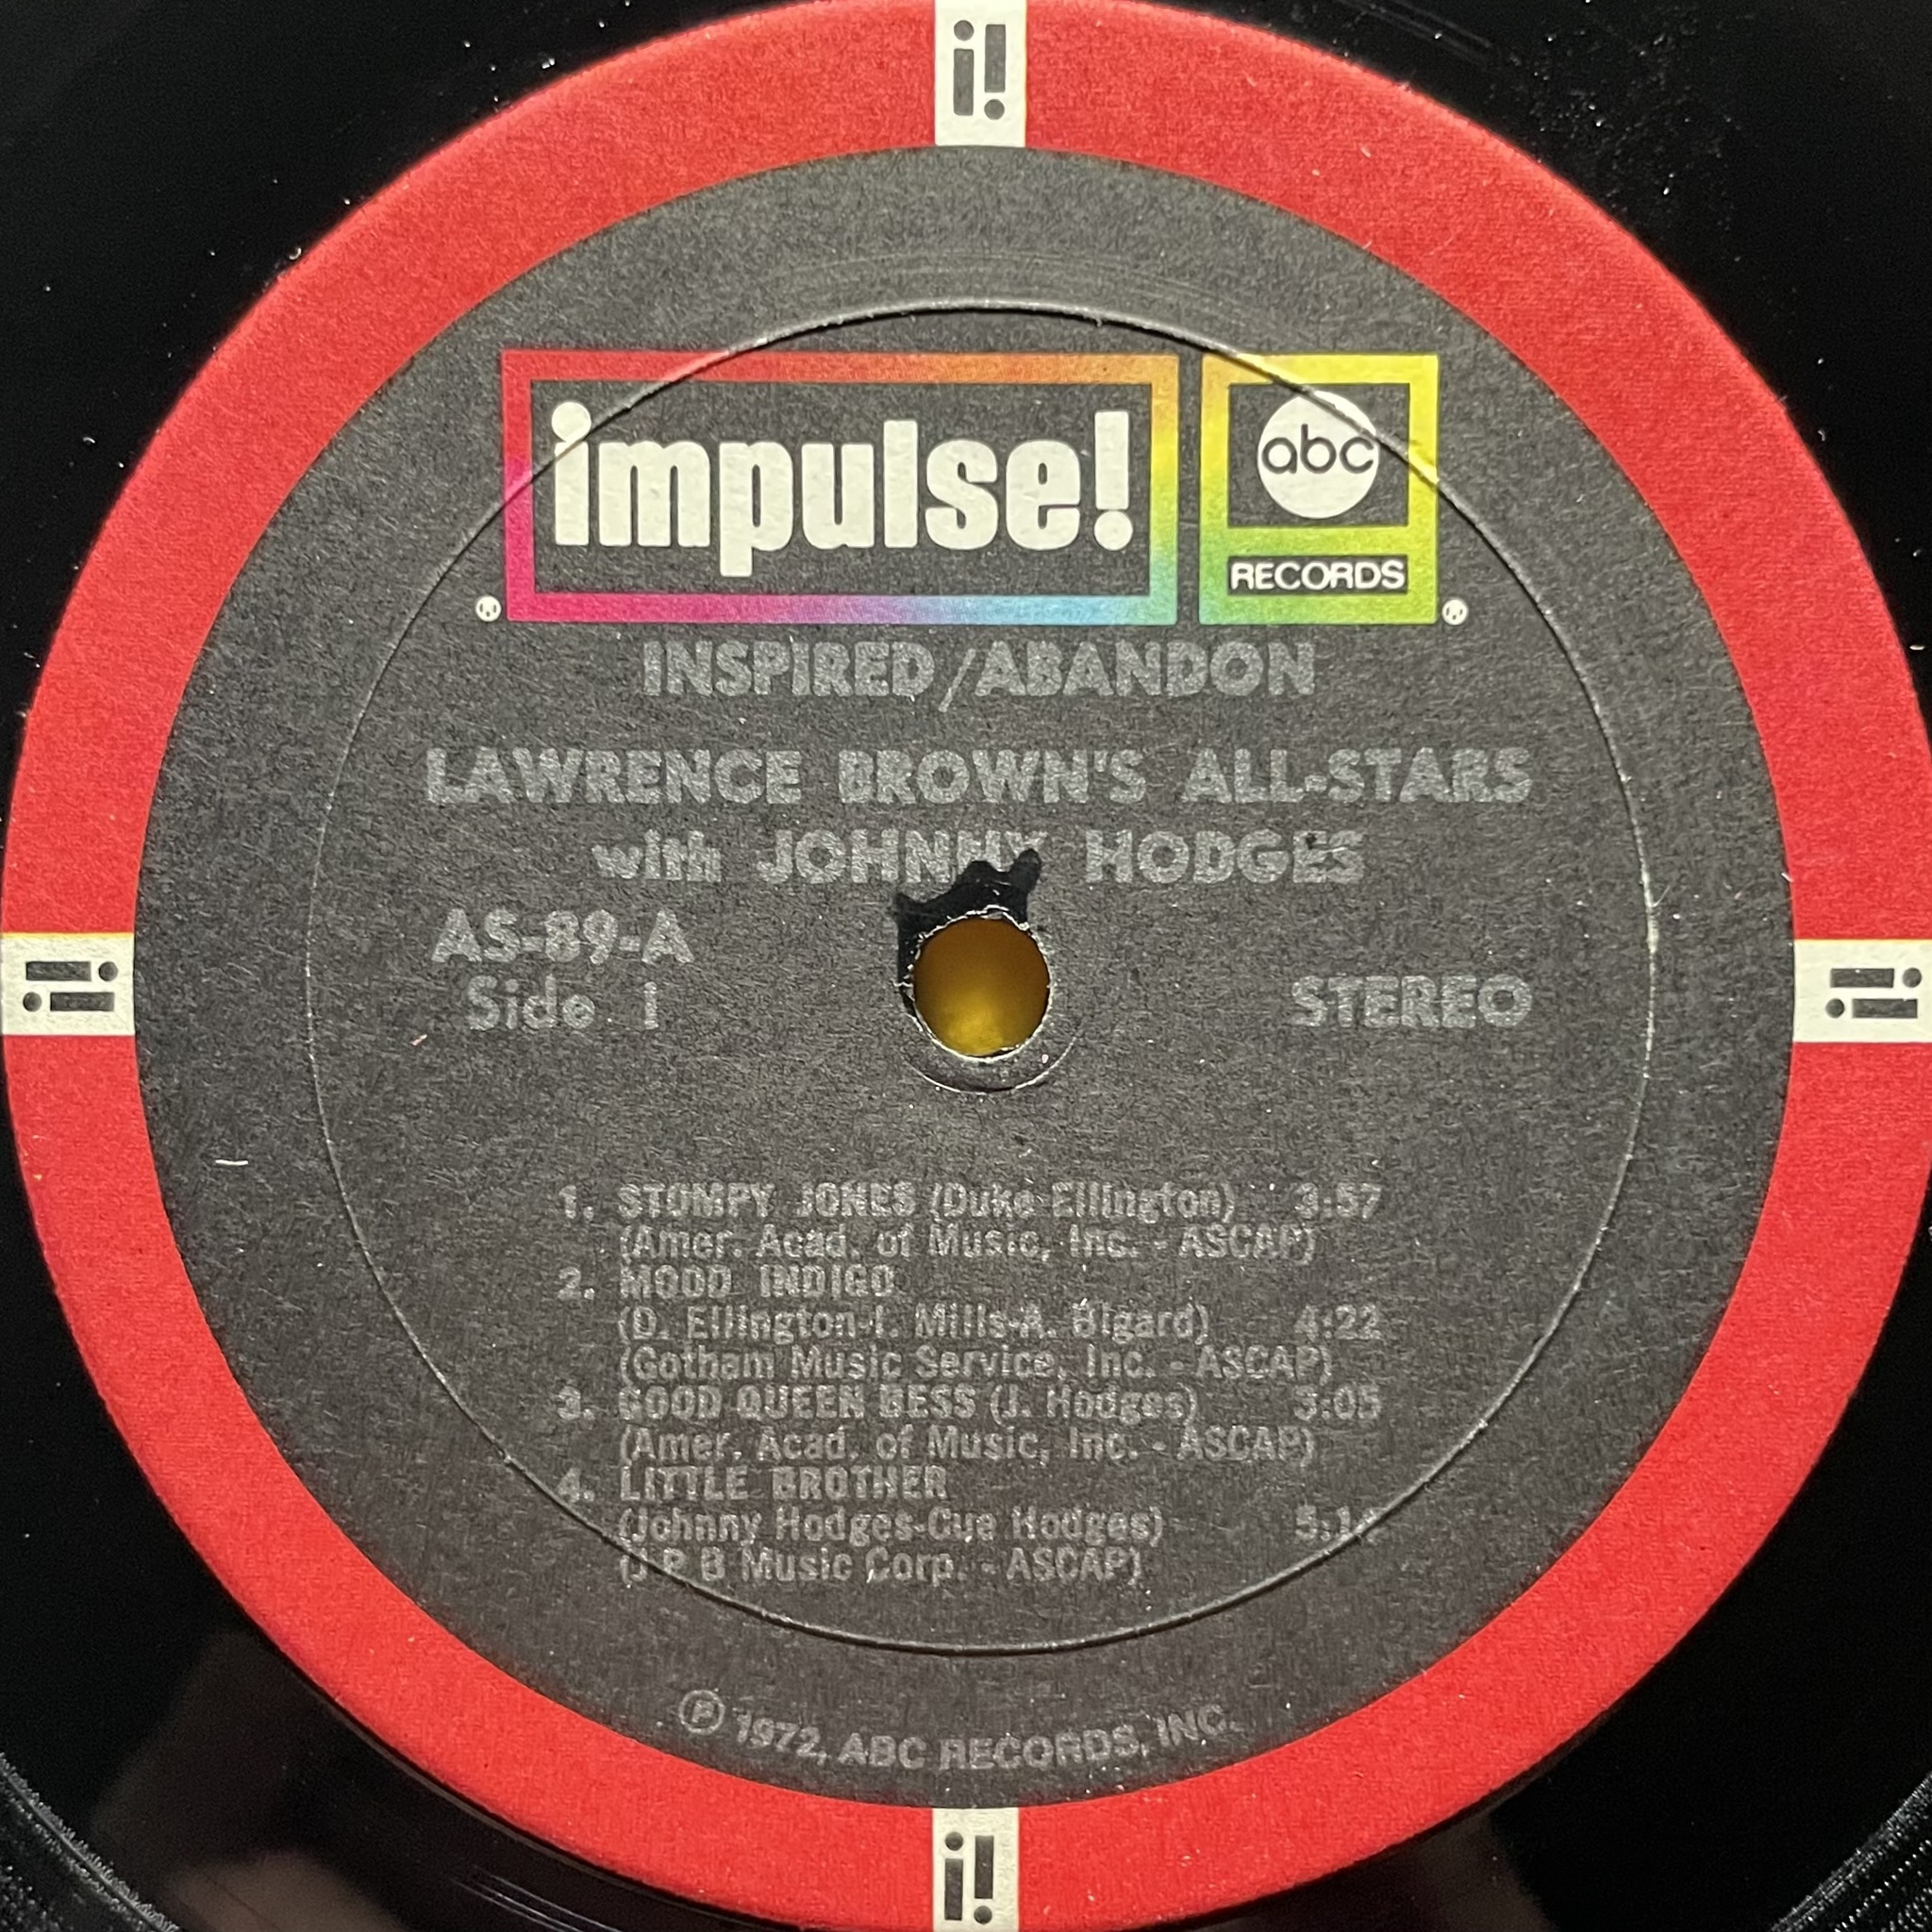 i!
impulse!
abc
RECORDS
® ®
INSPIRED/ABANDON
LAWRENCE BROWN'S ALL-STARS
with JOHNNY HODGES
AS-89-A
Side 1
STEREO
i! i!
1. STOMPY JONES (Duke Ellington) 3:57
(Amer. Acad. of Music, Inc. - ASCAP)
2. MOOD INDIGO
(D. Ellington-I. Mills-A. Bigard) 4:22
(Gotham Music Service, Inc. - ASCAP)
3. GOOD QUEEN BESS (J. Hodges)
(Amer. Acad. of Music, Inc. - ASCAP)
4. LITTLE BROTHER
(Johnny Hodges-Cue Hodges)
(J P B Music Corp. - ASCAP)
℗ 1972, ABC RECORDS, INC.
i!